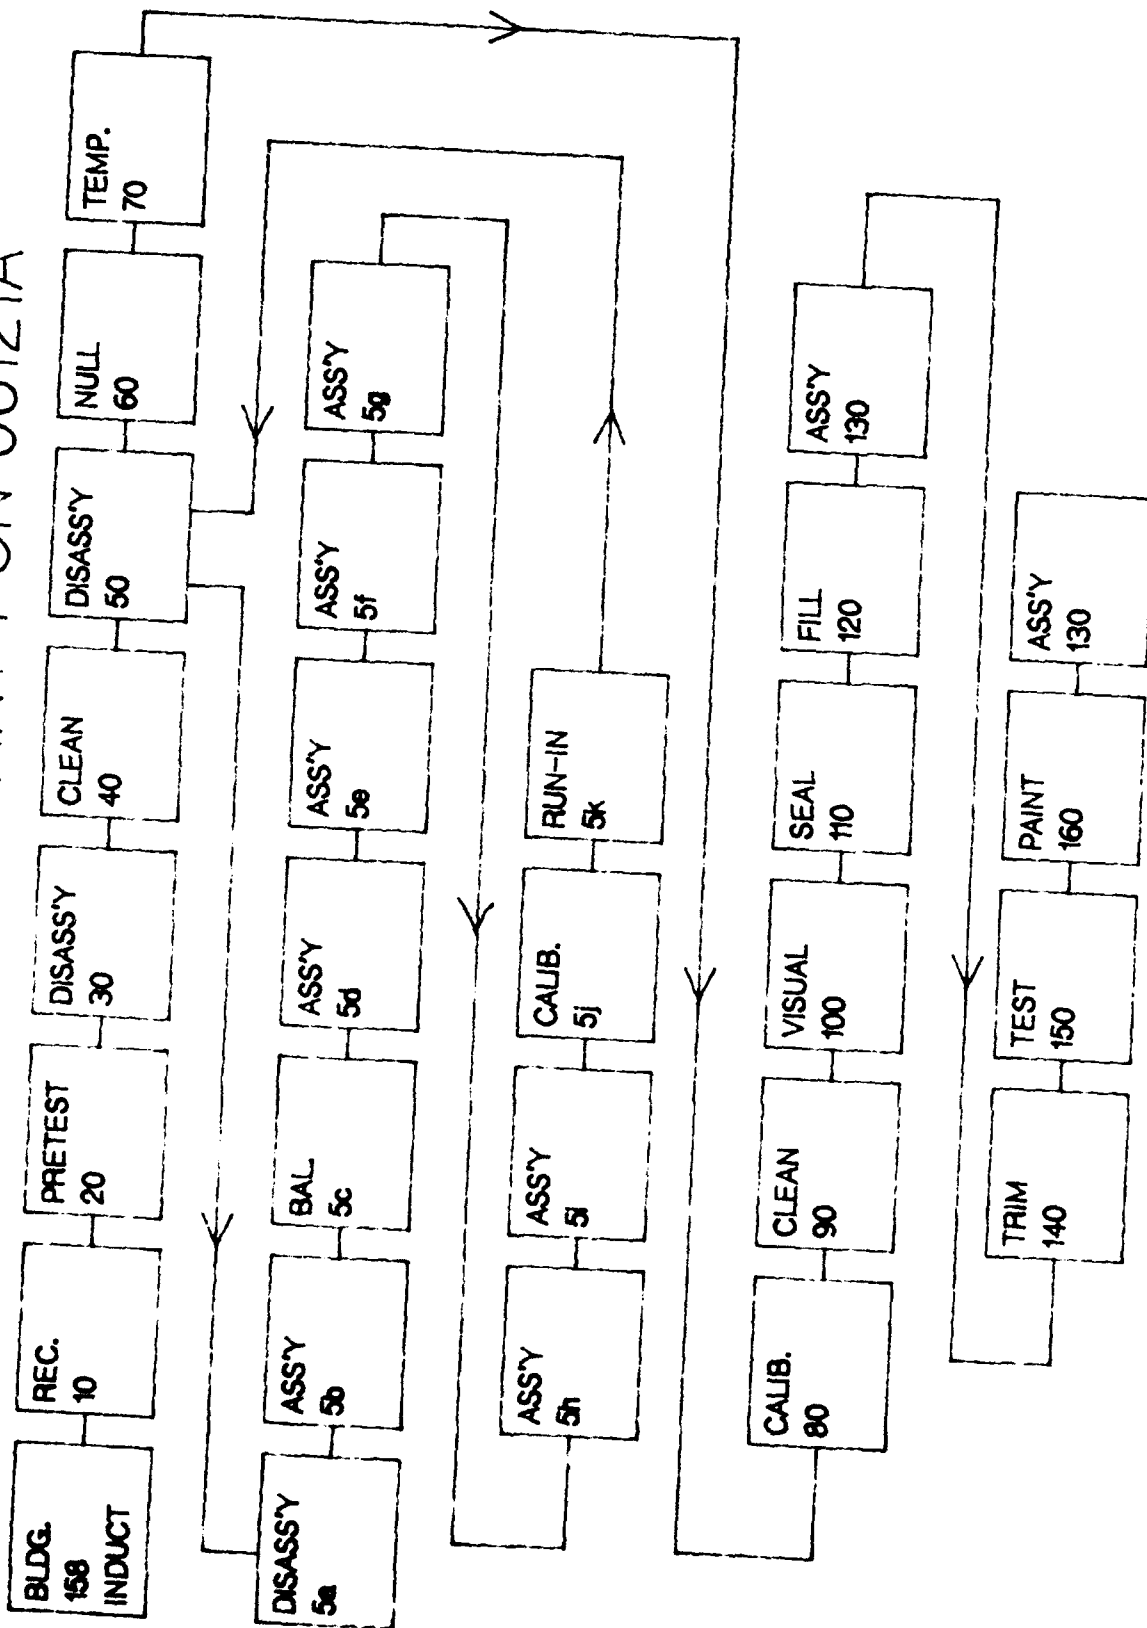 BLDG.
158
INDUCT
REC.
10
PRETEST
20
DISASS'Y
30
CLEAN
40
DISASS'Y
50
NULL
60
TEMP.
70
DISASS'Y
5a
ASS'Y
5b
BAL.
5c
ASS'Y
5d
ASS'Y
5e
ASS'Y
5f
ASS'Y
5g
ASS'Y
5h
ASS'Y
5i
CALIB.
5j
RUN-IN
5k
CALIB.
80
CLEAN
90
VISUAL
100
SEAL
110
FILL
120
ASS'Y
130
TRIM
140
TEST
150
PAINT
160
ASS'Y
130